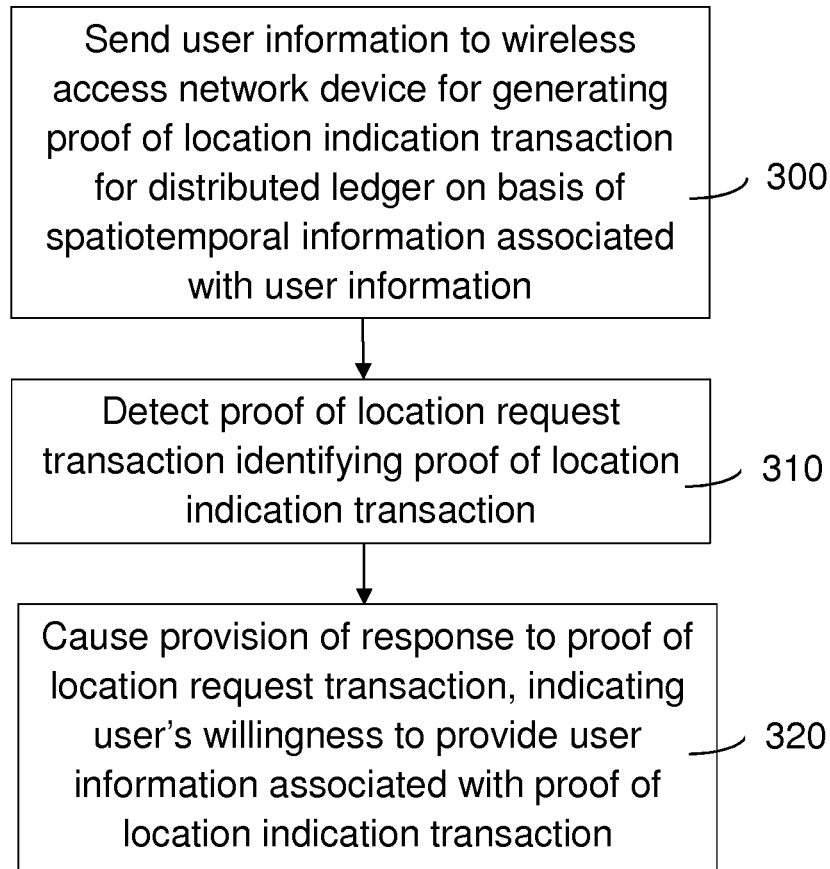 Send user information to wireless
access network device for generating
proof of location indication transaction
for distributed ledger on basis of
spatiotemporal information associated
with user information
300
Detect proof of location request
transaction identifying proof of location
indication transaction
310
Cause provision of response to proof of
location request transaction, indicating
user's willingness to provide user
information associated with proof of
location indication transaction
320